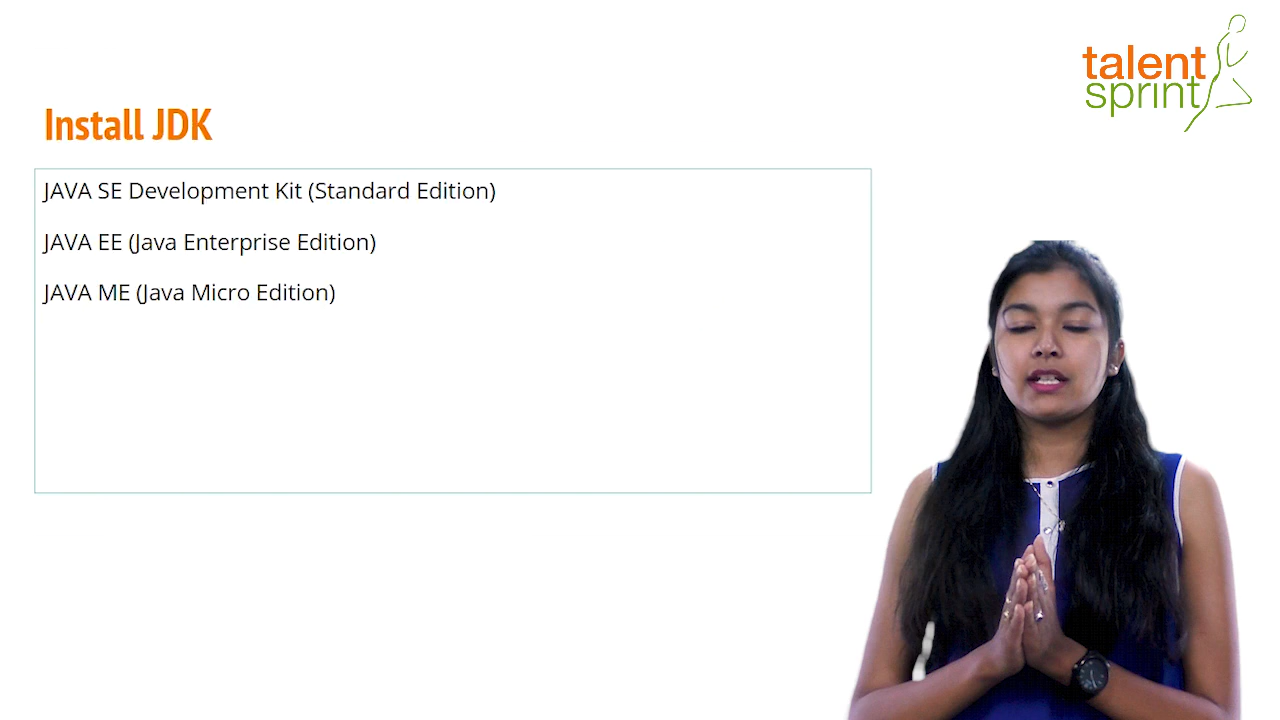 talent
sprint
Install JDK
JAVA SE Development Kit (Standard Edition)
JAVA EE (Java Enterprise Edition)
JAVA ME (Java Micro Edition)